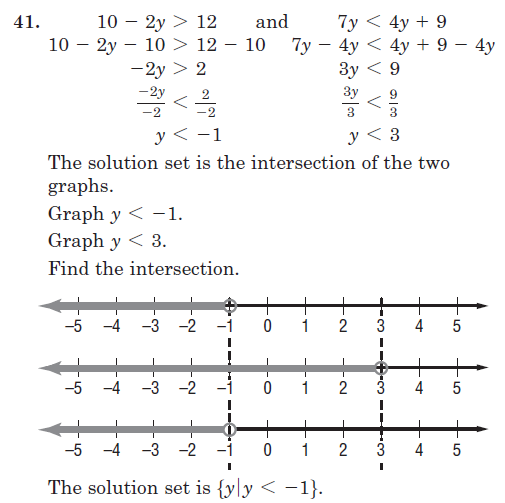 41. 10 − 2y > 12 and 7y < 4y + 9
10 − 2y − 10 > 12 − 10 7y − 4y < 4y + 9 − 4y
−2y > 2 3y < 9
−2y/−2 < 2/−2 3y/3 < 9/3
y < −1 y < 3
The solution set is the intersection of the two
graphs.
Graph y < −1.
Graph y < 3.
Find the intersection.
−5 −4 −3 −2 −1 0 1 2 3 4 5
−5 −4 −3 −2 −1 0 1 2 3 4 5
−5 −4 −3 −2 −1 0 1 2 3 4 5
The solution set is {y|y < −1}.